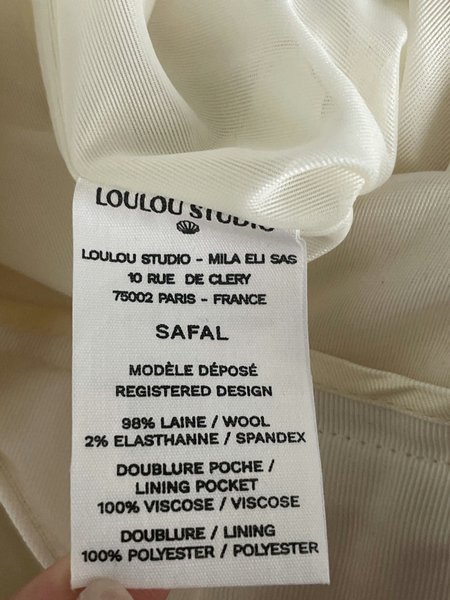 LOULOU STUDIO
LOULOU STUDIO - MILA ELI SAS
10 RUE DE CLERY
75002 PARIS - FRANCE
SAFAL
MODÈLE DÉPOSÉ
REGISTERED DESIGN
98% LAINE / WOOL
2% ELASTHANNE / SPANDEX
DOUBLURE POCHE /
LINING POCKET
100% VISCOSE / VISCOSE
DOUBLURE / LINING
100% POLYESTER / POLYESTER